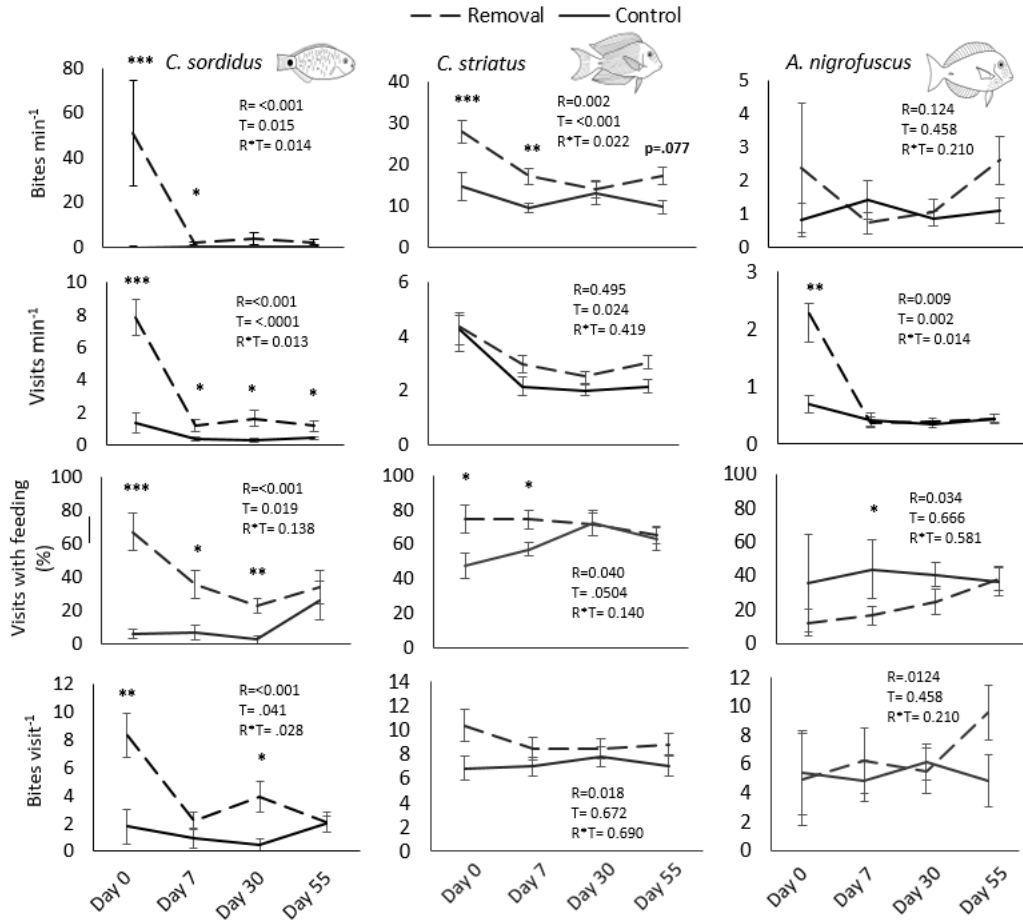 Removal Control
C. sordidus
C. striatus
A. nigrofuscus
Bites min-1
80
60
40
20
0
***
*
R= <0.001
T= 0.015
R*T= 0.014
40
30
20
10
0
***
**
p=.077
R=0.002
T= <0.001
R*T= 0.022
5
4
3
2
1
0
R=0.124
T= 0.458
R*T= 0.210
Visits min-1
10
8
6
4
2
0
***
*
*
*
R=<0.001
T= <.0001
R*T= 0.013
6
4
2
0
R=0.495
T= 0.024
R*T= 0.419
3
2
1
0
**
R=0.009
T= 0.002
R*T= 0.014
Visits with feeding
(%)
100
80
60
40
20
0
***
*
**
R=<0.001
T= 0.019
R*T= 0.138
100
80
60
40
20
0
*
*
R=0.040
T= .0504
R*T= 0.140
100
80
60
40
20
0
*
R=0.034
T= 0.666
R*T= 0.581
Bites visit-1
12
10
8
6
4
2
0
**
*
R=<0.001
T= .041
R*T= .028
14
12
10
8
6
4
2
0
R=0.018
T= 0.672
R*T= 0.690
12
10
8
6
4
2
0
R=.0124
T= 0.458
R*T= 0.210
Day 0
Day 7
Day 30
Day 55
Day 0
Day 7
Day 30
Day 55
Day 0
Day 7
Day 30
Day 55